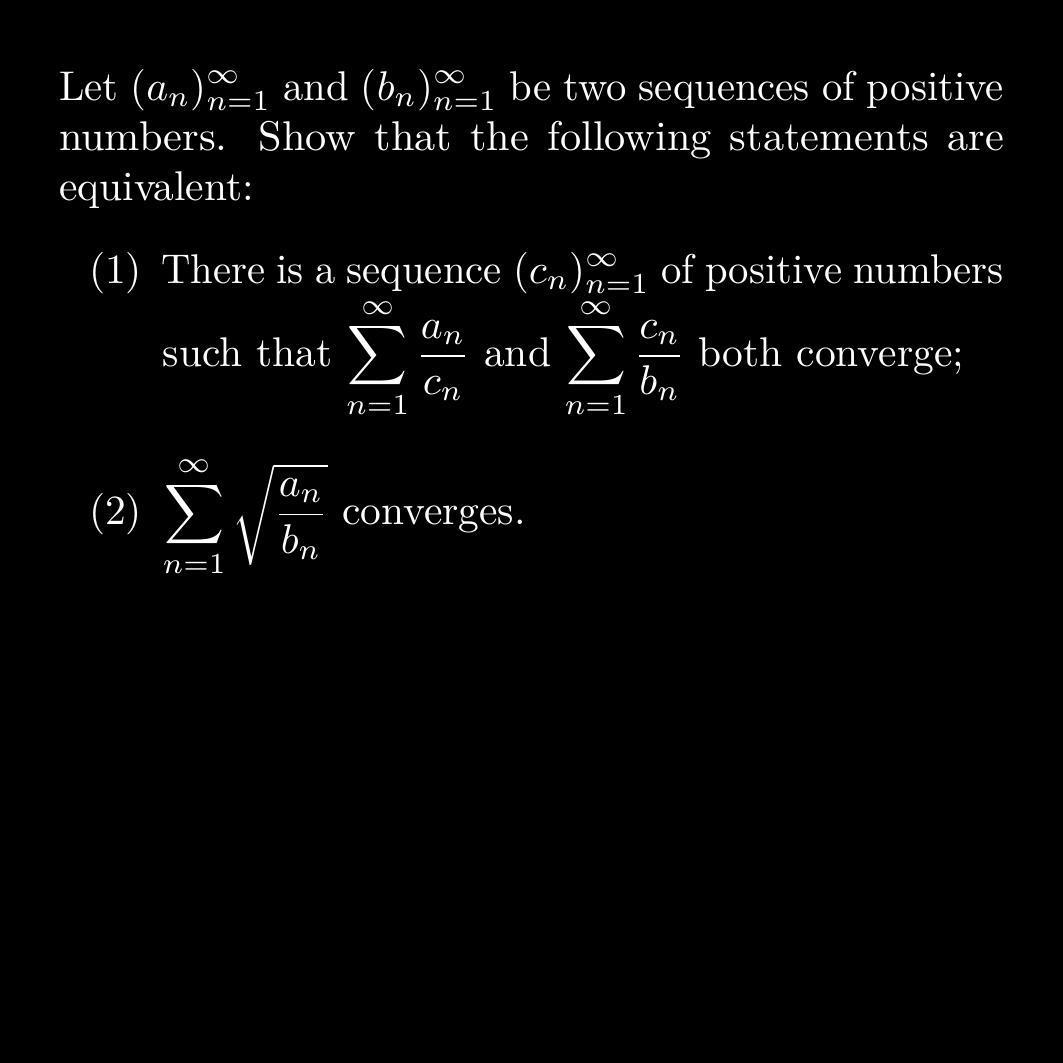 Let $(a_n)_{n=1}^{\infty}$ and $(b_n)_{n=1}^{\infty}$ be two sequences of positive
numbers. Show that the following statements are
equivalent:
(1) There is a sequence $(c_n)_{n=1}^{\infty}$ of positive numbers
such that $\sum_{n=1}^{\infty} \frac{a_n}{c_n}$ and $\sum_{n=1}^{\infty} \frac{c_n}{b_n}$ both converge;
(2) $\sum_{n=1}^{\infty} \sqrt{\frac{a_n}{b_n}}$ converges.